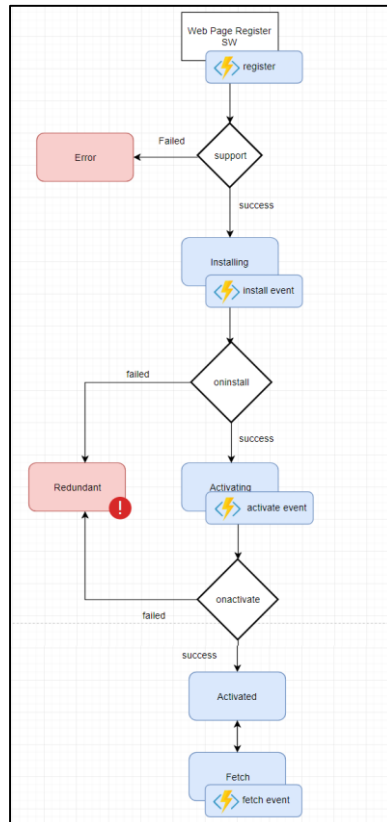 Web Page Register
SW
register
Failed
Error
support
success
Installing
install event
failed
oninstall
success
Redundant
Activating
activate event
onactivate
failed
success
Activated
Fetch
fetch event